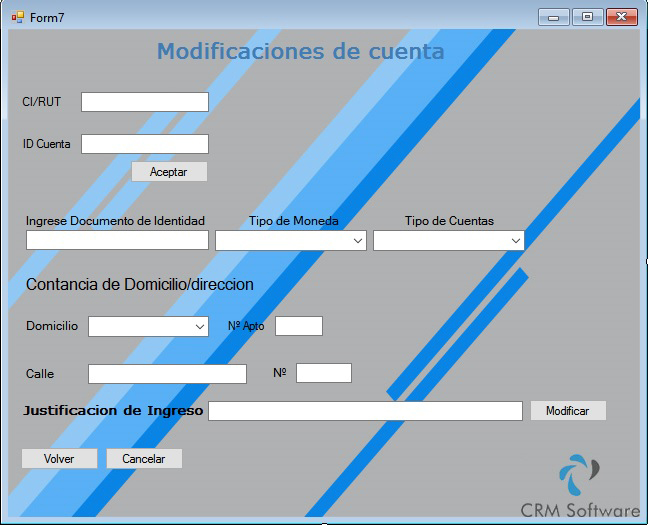 Form7
Modificaciones de cuenta
CI/RUT
ID Cuenta
Aceptar
Ingrese Documento de Identidad Tipo de Moneda Tipo de Cuentas
Contancia de Domicilio/direccion
Domicilio Nº Apto
Calle Nº
Justificacion de Ingreso Modificar
Volver Cancelar
CRM Software